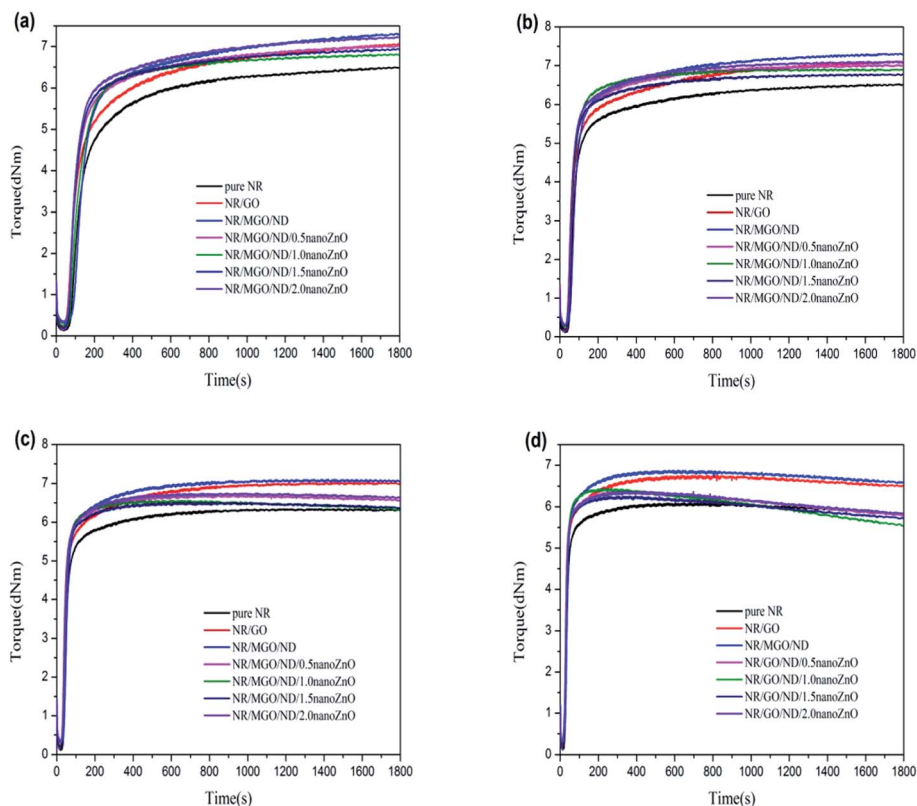 (a)
Torque(dNm)
7
6
5
4
3
2
1
0
pure NR
NR/GO
NR/MGO/ND
NR/MGO/ND/0.5nanoZnO
NR/MGO/ND/1.0nanoZnO
NR/MGO/ND/1.5nanoZnO
NR/MGO/ND/2.0nanoZnO
0 200 400 600 800 1000 1200 1400 1600 1800
Time(s)
(b)
Torque(dNm)
8
7
6
5
4
3
2
1
0
pure NR
NR/GO
NR/MGO/ND
NR/MGO/ND/0.5nanoZnO
NR/MGO/ND/1.0nanoZnO
NR/MGO/ND/1.5nanoZnO
NR/MGO/ND/2.0nanoZnO
0 200 400 600 800 1000 1200 1400 1600 1800
Time(s)
(c)
Torque(dNm)
8
7
6
5
4
3
2
1
0
pure NR
NR/GO
NR/MGO/ND
NR/MGO/ND/0.5nanoZnO
NR/MGO/ND/1.0nanoZnO
NR/MGO/ND/1.5nanoZnO
NR/MGO/ND/2.0nanoZnO
0 200 400 600 800 1000 1200 1400 1600 1800
Time(s)
(d)
Torque(dNm)
7
6
5
4
3
2
1
0
pure NR
NR/GO
NR/MGO/ND
NR/GO/ND/0.5nanoZnO
NR/GO/ND/1.0nanoZnO
NR/GO/ND/1.5nanoZnO
NR/GO/ND/2.0nanoZnO
0 200 400 600 800 1000 1200 1400 1600 1800
Time(s)